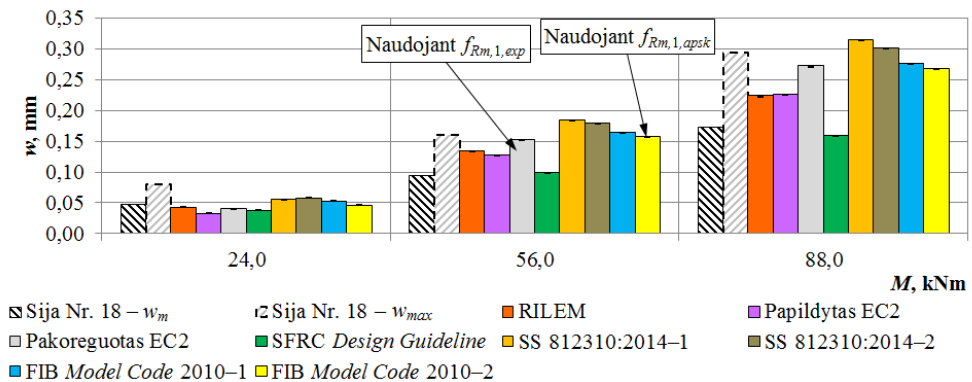 0,35
0,30
0,25
0,20
0,15
0,10
0,05
0,00
w, mm
Naudojant fRm,1,exp
Naudojant fRm,1,apsk
24,0
56,0
88,0
M, kNm
Sija Nr. 18 – wm
Sija Nr. 18 – wmax
RILEM
Papildytas EC2
Pakoreguotas EC2
SFRC Design Guideline
SS 812310:2014–1
SS 812310:2014–2
FIB Model Code 2010–1
FIB Model Code 2010–2